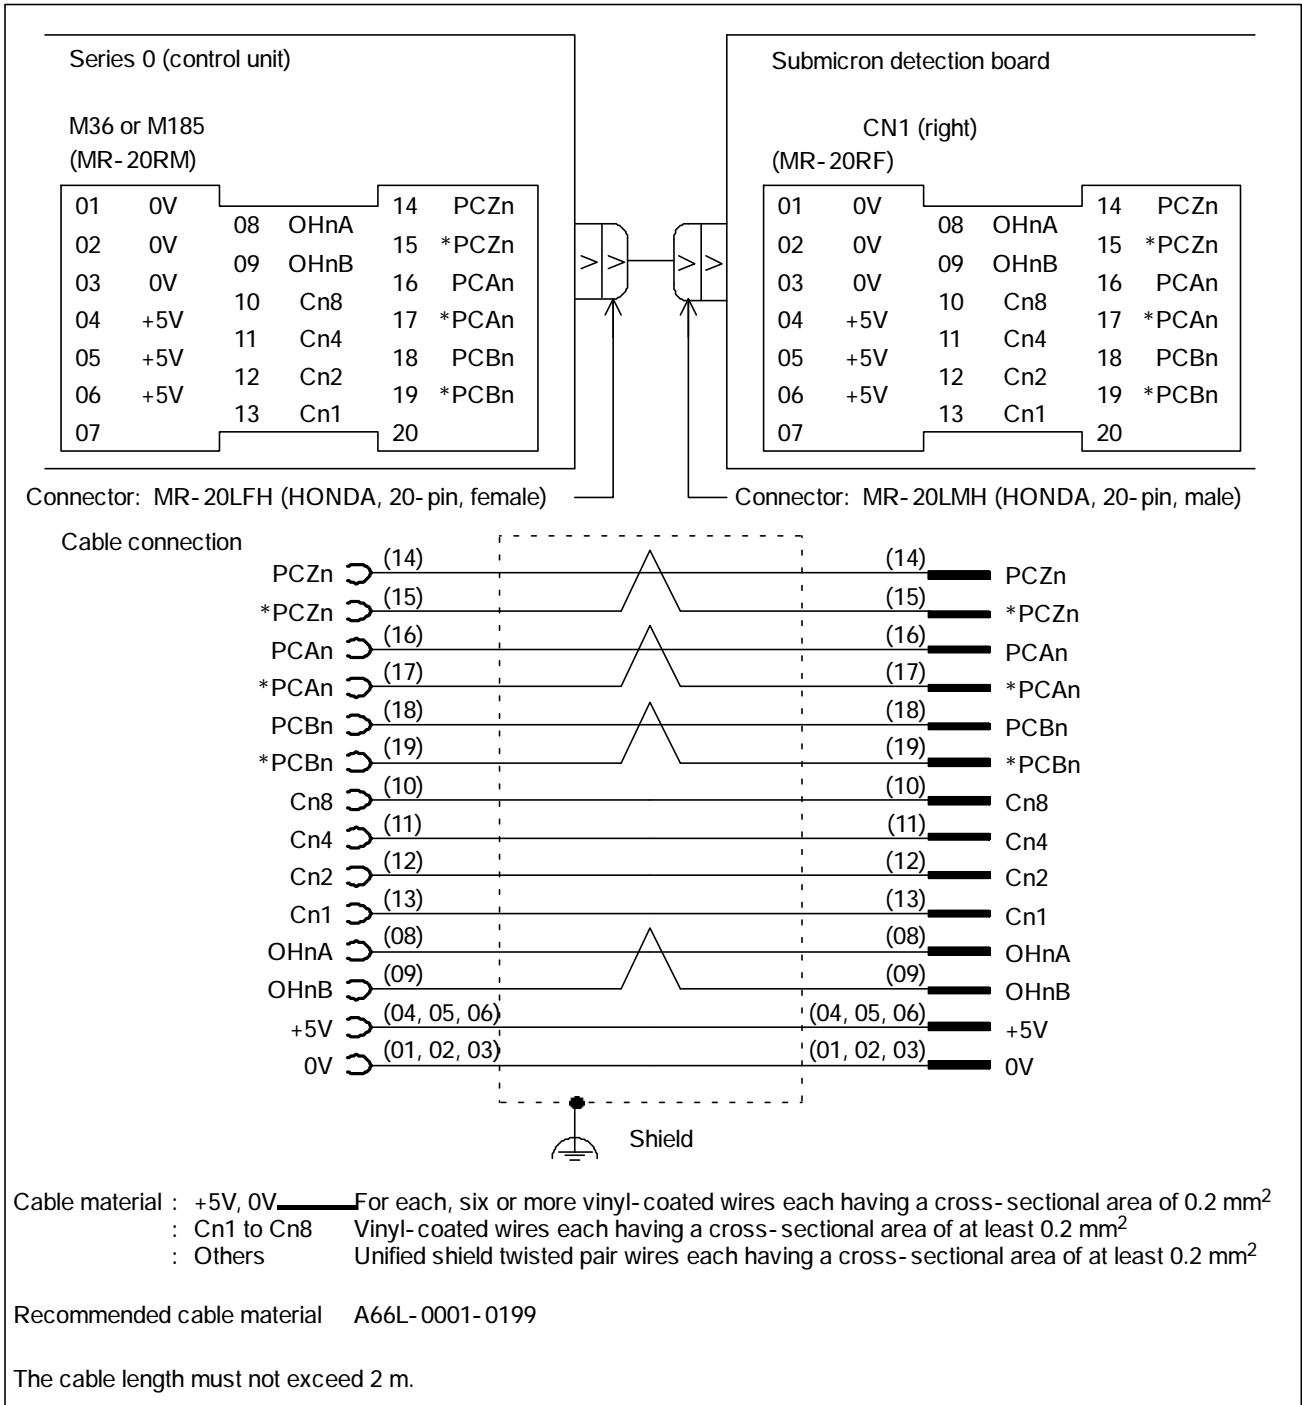 Series 0 (control unit)
Submicron detection board
M36 or M185
(MR-20RM)
CN1 (right)
(MR-20RF)
01 0V
02 0V
03 0V
04 +5V
05 +5V
06 +5V
07
08 OHnA
09 OHnB
10 Cn8
11 Cn4
12 Cn2
13 Cn1
14 PCZn
15 *PCZn
16 PCAn
17 *PCAn
18 PCBn
19 *PCBn
20
01 0V
02 0V
03 0V
04 +5V
05 +5V
06 +5V
07
08 OHnA
09 OHnB
10 Cn8
11 Cn4
12 Cn2
13 Cn1
14 PCZn
15 *PCZn
16 PCAn
17 *PCAn
18 PCBn
19 *PCBn
20
Connector: MR-20LFH (HONDA, 20-pin, female)
Connector: MR-20LMH (HONDA, 20-pin, male)
Cable connection
PCZn (14) (14) PCZn
*PCZn (15) (15) *PCZn
PCAn (16) (16) PCAn
*PCAn (17) (17) *PCAn
PCBn (18) (18) PCBn
*PCBn (19) (19) *PCBn
Cn8 (10) (10) Cn8
Cn4 (11) (11) Cn4
Cn2 (12) (12) Cn2
Cn1 (13) (13) Cn1
OHnA (08) (08) OHnA
OHnB (09) (09) OHnB
+5V (04, 05, 06) (04, 05, 06) +5V
0V (01, 02, 03) (01, 02, 03) 0V
Shield
Cable material : +5V, 0V For each, six or more vinyl-coated wires each having a cross-sectional area of 0.2 mm²
: Cn1 to Cn8 Vinyl-coated wires each having a cross-sectional area of at least 0.2 mm²
: Others Unified shield twisted pair wires each having a cross-sectional area of at least 0.2 mm²
Recommended cable material A66L-0001-0199
The cable length must not exceed 2 m.